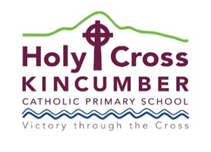 Holy Cross
KINCUMBER
CATHOLIC PRIMARY SCHOOL
Victory through the Cross